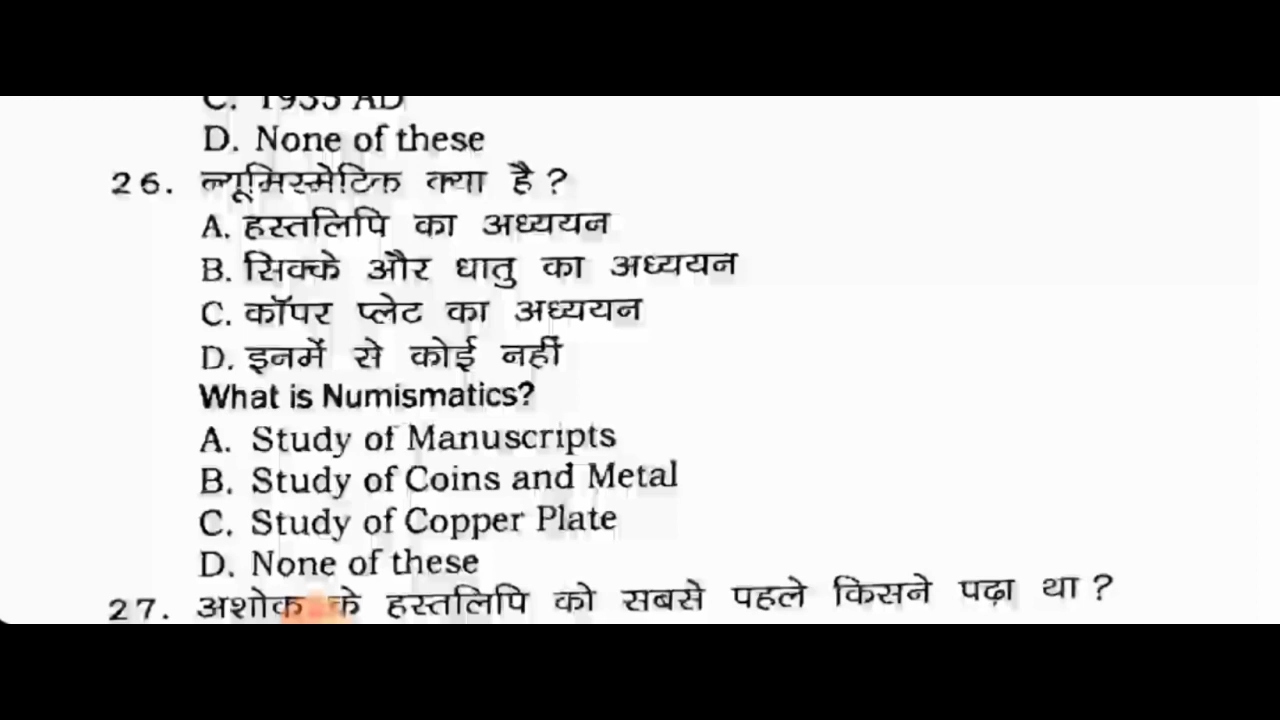 C. 1935 AD
D. None of these
26. न्यूमिस्मेटिक क्या है ?
A. हस्तलिपि का अध्ययन
B. सिक्के और धातु का अध्ययन
C. कॉपर प्लेट का अध्ययन
D. इनमें से कोई नहीं
What is Numismatics?
A. Study of Manuscripts
B. Study of Coins and Metal
C. Study of Copper Plate
D. None of these
27. अशोक के हस्तलिपि को सबसे पहले किसने पढ़ा था ?